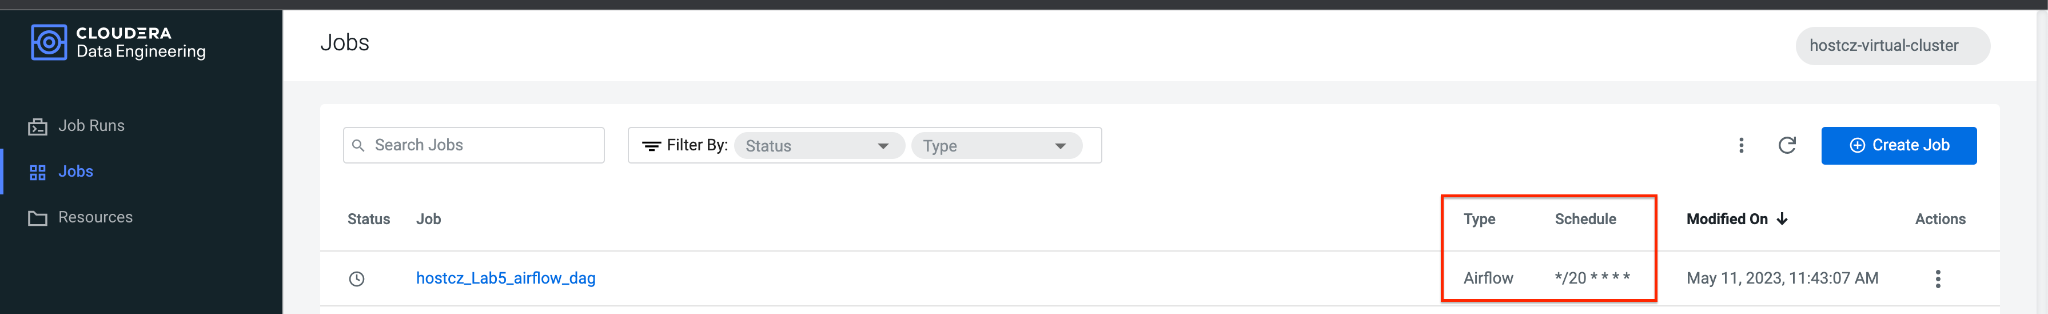 CLOUDERA
Data Engineering
Job Runs
Jobs
Resources
Jobs
hostcz-virtual-cluster
Search Jobs
Filter By: Status Type
Create Job
Status Job Type Schedule Modified On Actions
hostcz_Lab5_airflow_dag Airflow */20 * * * * May 11, 2023, 11:43:07 AM